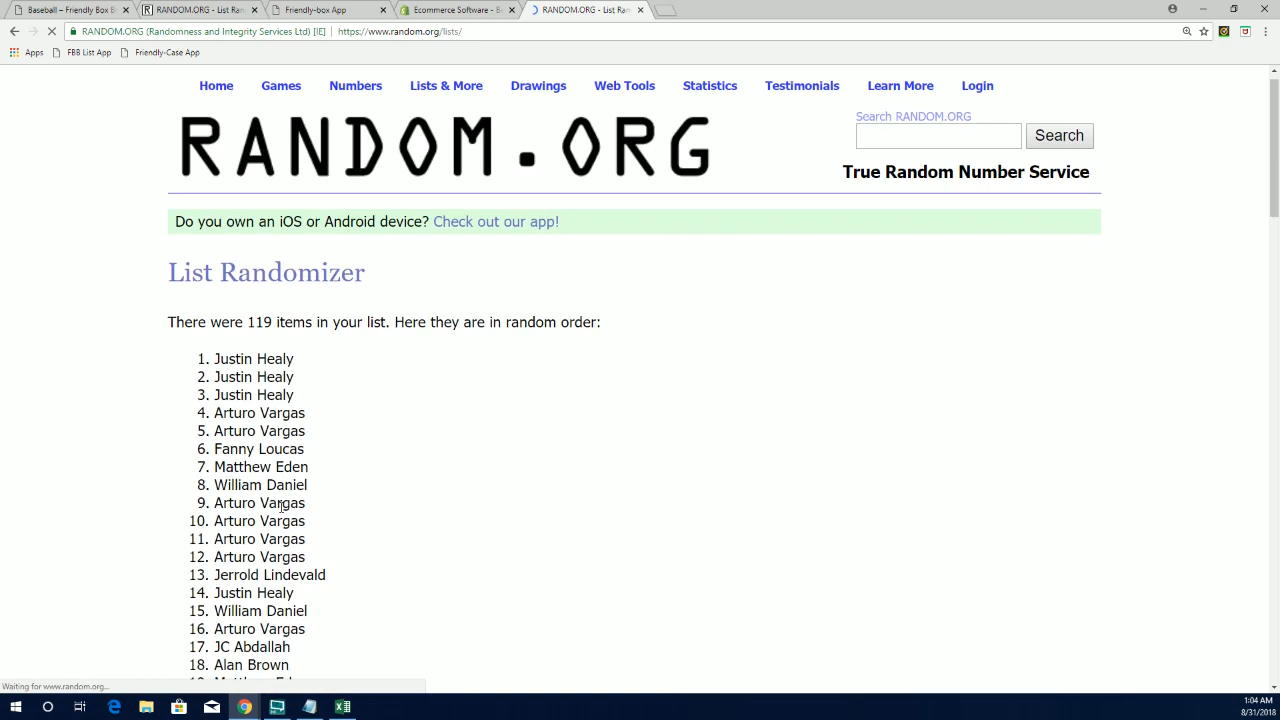 Baseball – Friendly Box B
RANDOM.ORG - List Ran
Friendly-box App
Ecommerce Software - B
RANDOM.ORG - List Ran
RANDOM.ORG (Randomness and Integrity Services Ltd) [IE]
https://www.random.org/lists/
Apps
FBB List App
Friendly-Case App
Home
Games
Numbers
Lists & More
Drawings
Web Tools
Statistics
Testimonials
Learn More
Login
RANDOM.ORG
Search RANDOM.ORG
Search
True Random Number Service
Do you own an iOS or Android device? Check out our app!
List Randomizer
There were 119 items in your list. Here they are in random order:
1. Justin Healy
2. Justin Healy
3. Justin Healy
4. Arturo Vargas
5. Arturo Vargas
6. Fanny Loucas
7. Matthew Eden
8. William Daniel
9. Arturo Vargas
10. Arturo Vargas
11. Arturo Vargas
12. Arturo Vargas
13. Jerrold Lindevald
14. Justin Healy
15. William Daniel
16. Arturo Vargas
17. JC Abdallah
18. Alan Brown
Waiting for www.random.org...
1:04 AM
8/31/2018